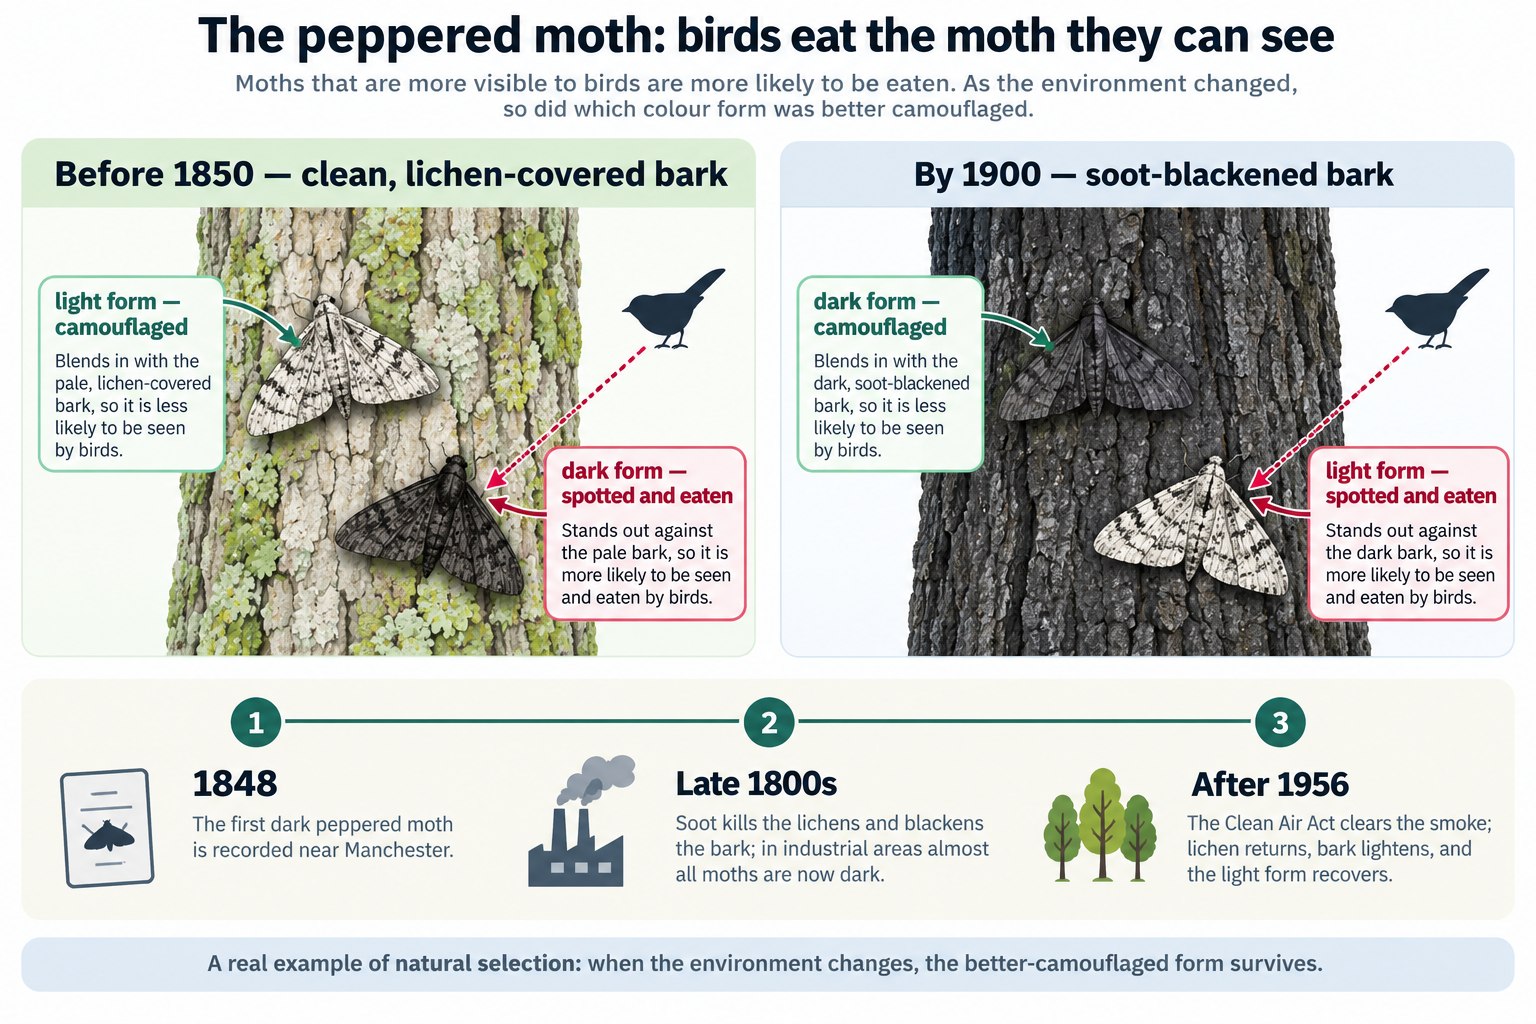 The peppered moth: birds eat the moth they can see
Moths that are more visible to birds are more likely to be eaten. As the environment changed,
so did which colour form was better camouflaged.
Before 1850 — clean, lichen-covered bark
light form —
camouflaged
Blends in with the
pale, lichen-covered
bark, so it is less
likely to be seen
by birds.
dark form —
spotted and eaten
Stands out against
the pale bark, so it is
more likely to be seen
and eaten by birds.
By 1900 — soot-blackened bark
dark form —
camouflaged
Blends in with the
dark, soot-blackened
bark, so it is less
likely to be seen
by birds.
light form —
spotted and eaten
Stands out against
the dark bark, so it is
more likely to be seen
and eaten by birds.
1
1848
The first dark peppered moth
is recorded near Manchester.
2
Late 1800s
Soot kills the lichens and blackens
the bark; in industrial areas almost
all moths are now dark.
3
After 1956
The Clean Air Act clears the smoke;
lichen returns, bark lightens, and
the light form recovers.
A real example of natural selection: when the environment changes, the better-camouflaged form survives.